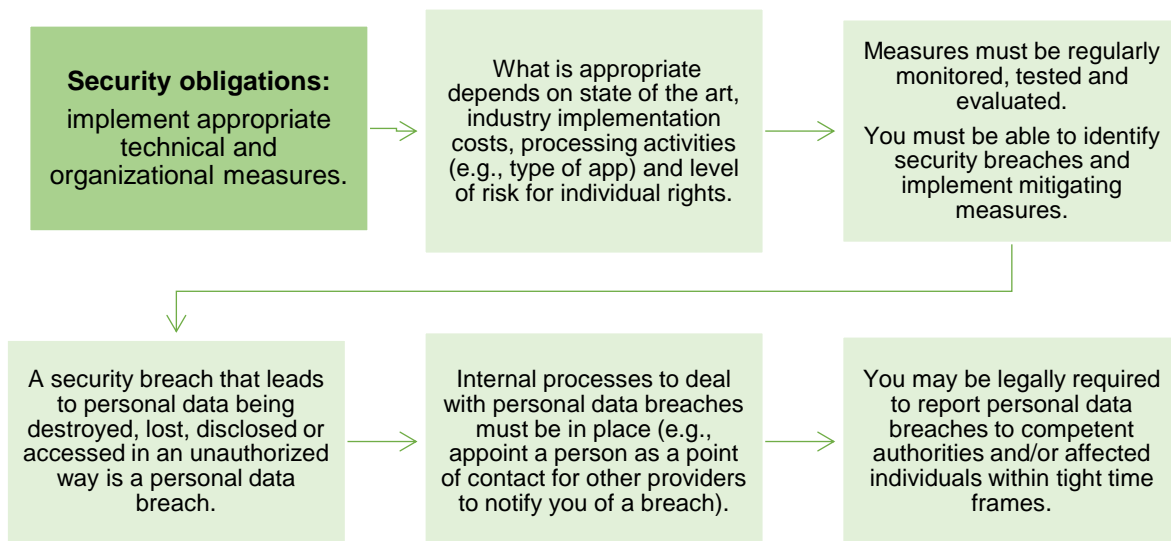 Security obligations:
implement appropriate
technical and
organizational measures.
What is appropriate
depends on state of the art,
industry implementation
costs, processing activities
(e.g., type of app) and level
of risk for individual rights.
Measures must be regularly
monitored, tested and
evaluated.
You must be able to identify
security breaches and
implement mitigating
measures.
A security breach that leads
to personal data being
destroyed, lost, disclosed or
accessed in an unauthorized
way is a personal data
breach.
Internal processes to deal
with personal data breaches
must be in place (e.g.,
appoint a person as a point
of contact for other providers
to notify you of a breach).
You may be legally required
to report personal data
breaches to competent
authorities and/or affected
individuals within tight time
frames.